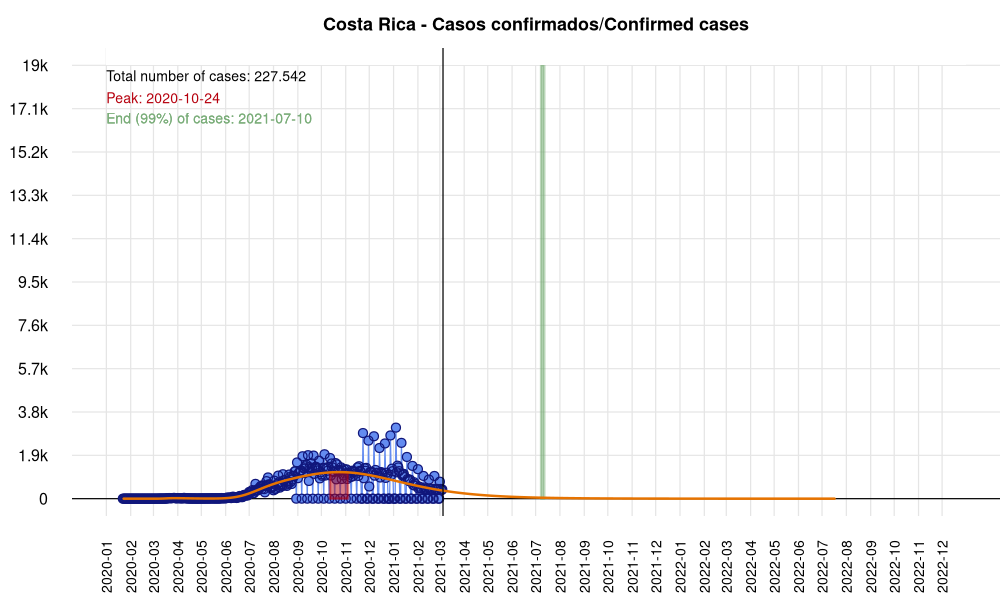 Costa Rica - Casos confirmados/Confirmed cases
19k
Total number of cases: 227.542
Peak: 2020-10-24
17.1k
End (99%) of cases: 2021-07-10
15.2k
13.3k
11.4k
9.5k
7.6k
5.7k
3.8k
1.9k
0
2020-01
2020-02
2020-03
2020-04
2020-05
2020-06
2020-07
2020-08
2020-09
2020-10
2020-11
2020-12
2021-01
2021-02
2021-03
2021-04
2021-05
2021-06
2021-07
2021-08
2021-09
2021-10
2021-11
2021-12
2022-01
2022-02
2022-03
2022-04
2022-05
2022-06
2022-07
2022-08
2022-09
2022-10
2022-11
2022-12